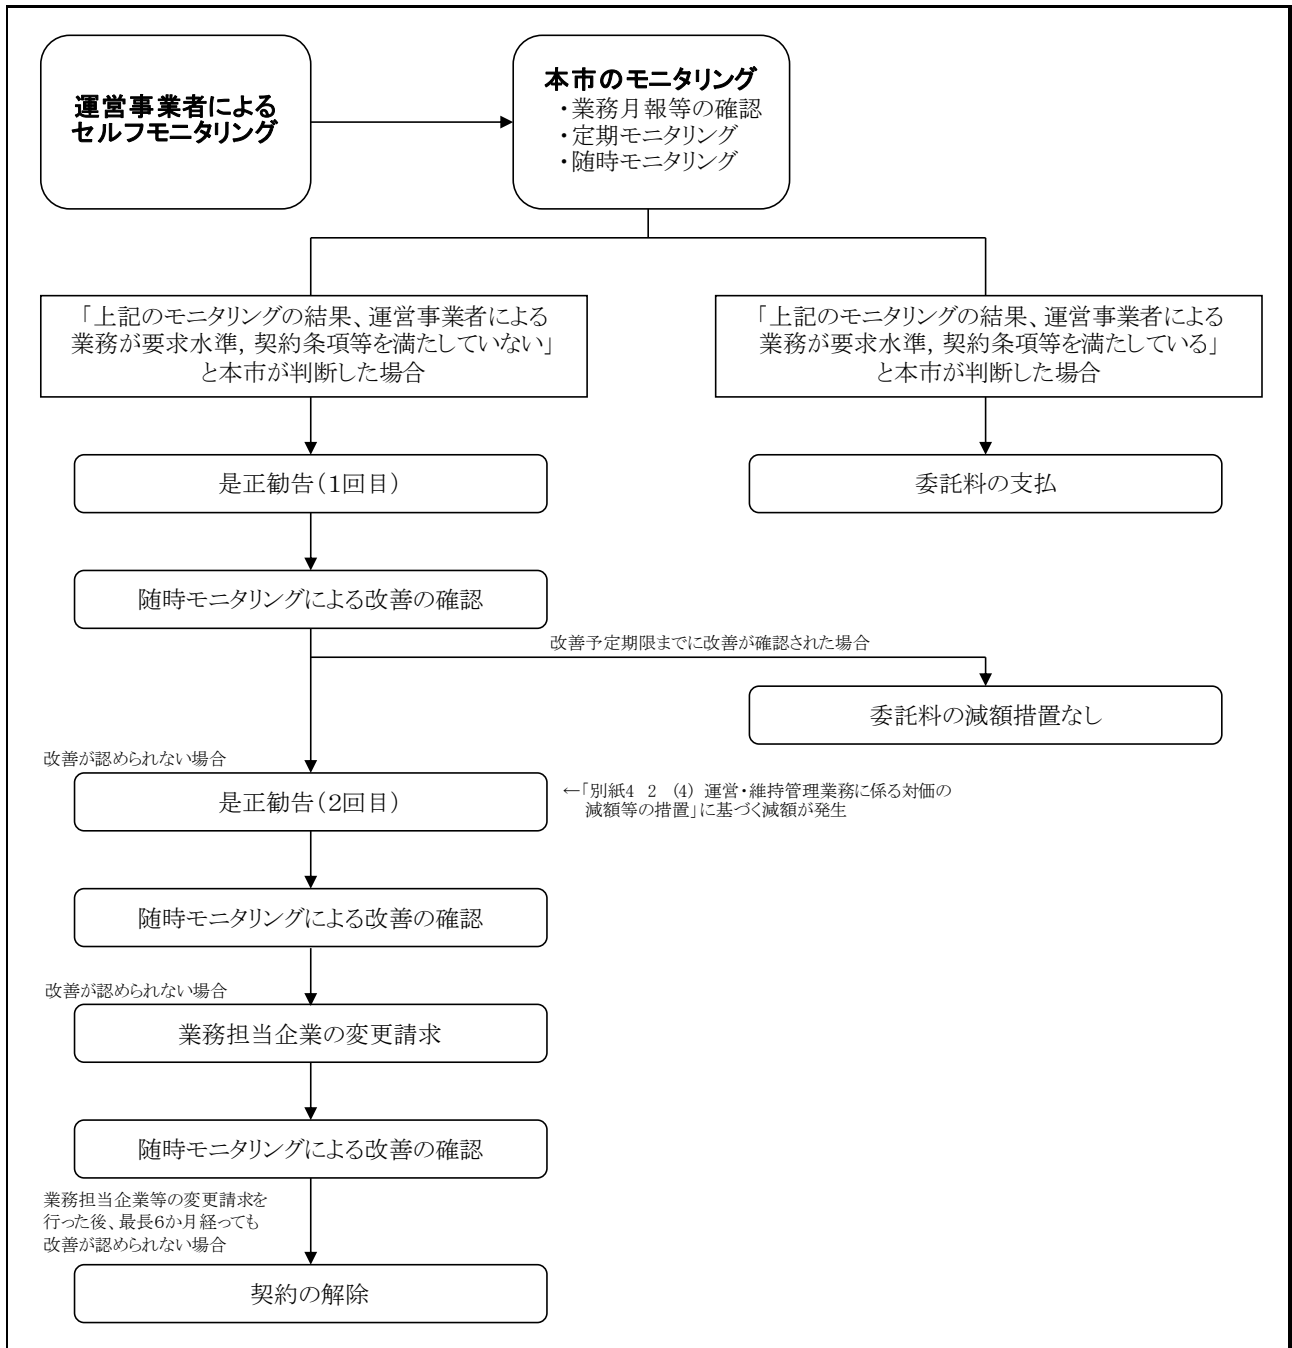 運営事業者による
セルフモニタリング
本市のモニタリング
・業務月報等の確認
・定期モニタリング
・随時モニタリング
「上記のモニタリングの結果、運営事業者による
業務が要求水準，契約条項等を満たしていない」
と本市が判断した場合
「上記のモニタリングの結果、運営事業者による
業務が要求水準，契約条項等を満たしている」
と本市が判断した場合
是正勧告（１回目）
委託料の支払
随時モニタリングによる改善の確認
改善予定期限までに改善が確認された場合
委託料の減額措置なし
改善が認められない場合
是正勧告（２回目）
←「別紙4 2 (4) 運営・維持管理業務に係る対価の
減額等の措置」に基づく減額が発生
随時モニタリングによる改善の確認
改善が認められない場合
業務担当企業の変更請求
随時モニタリングによる改善の確認
業務担当企業等の変更請求を
行った後、最長6か月経っても
改善が認められない場合
契約の解除